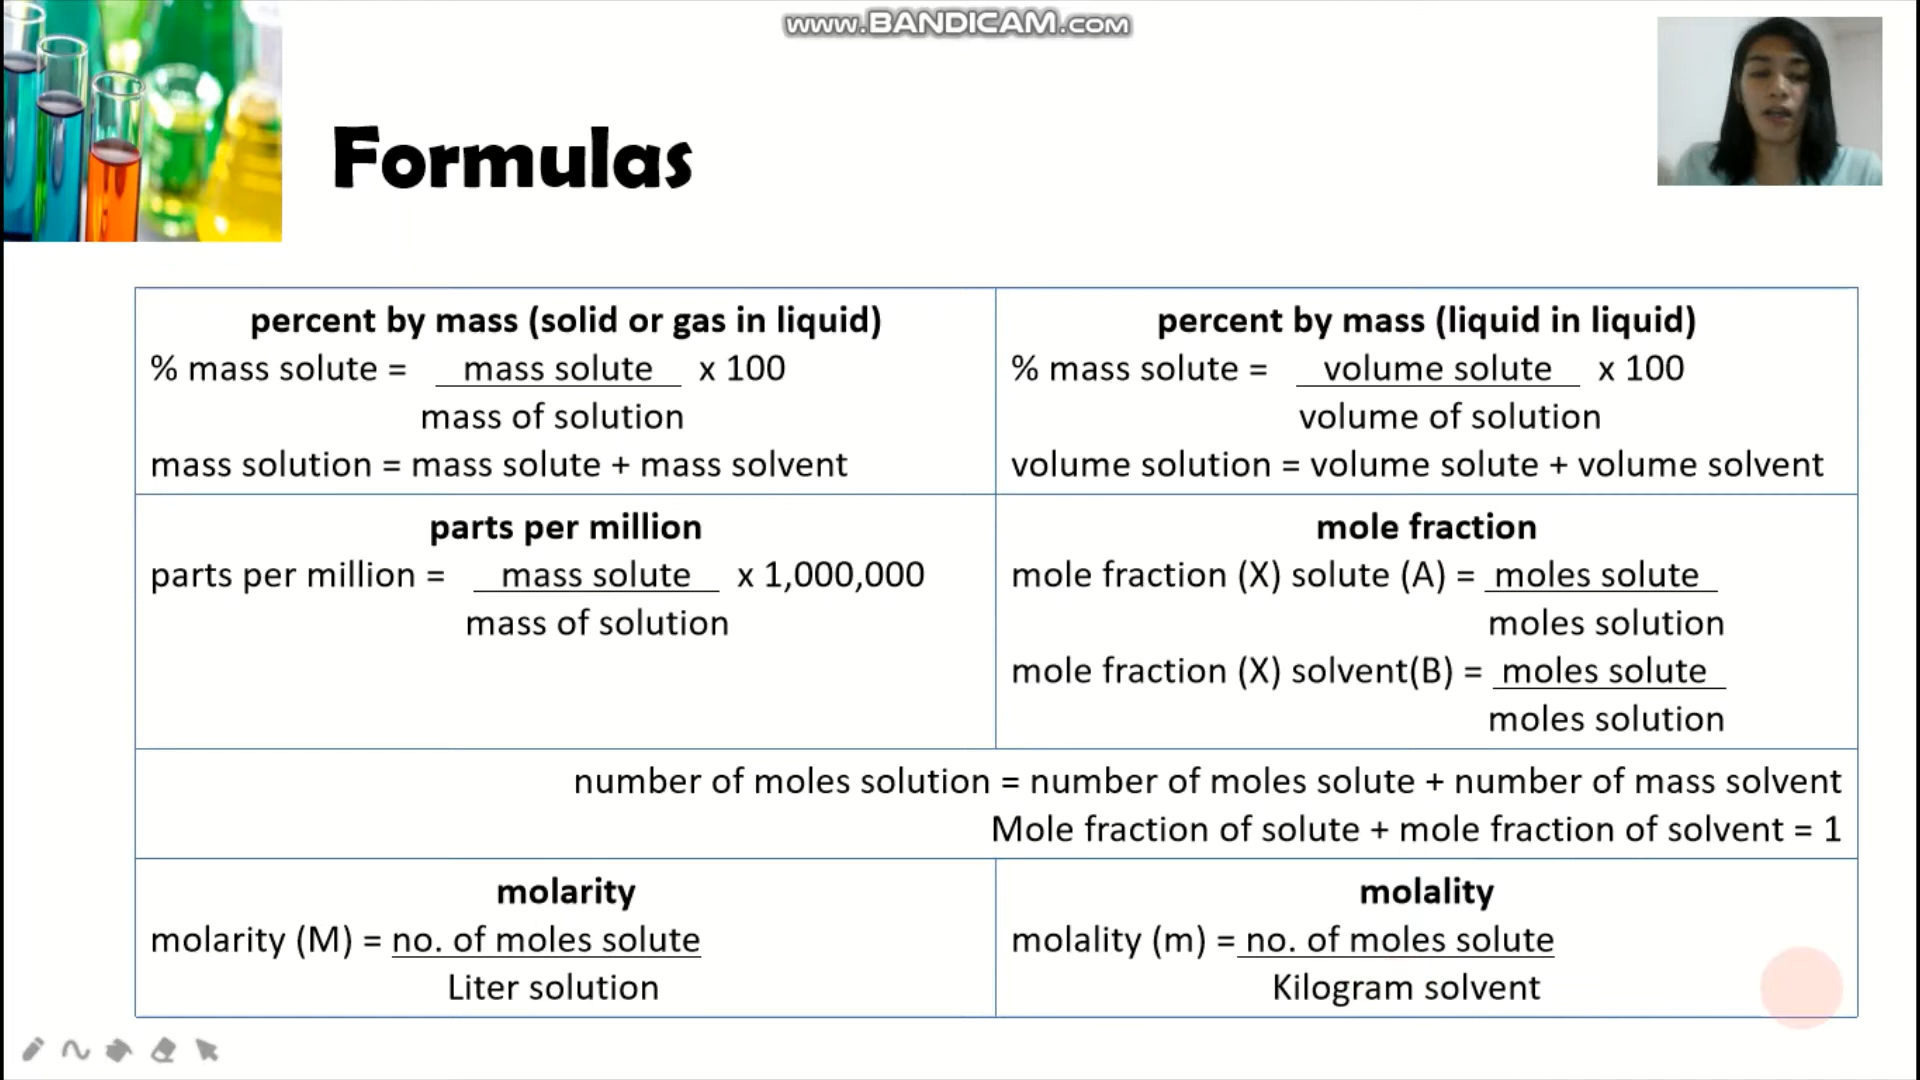 www.BANDICAM.com
Formulas
percent by mass (solid or gas in liquid)
% mass solute = mass solute x 100
mass of solution
mass solution = mass solute + mass solvent
percent by mass (liquid in liquid)
% mass solute = volume solute x 100
volume of solution
volume solution = volume solute + volume solvent
parts per million
parts per million = mass solute x 1,000,000
mass of solution
mole fraction
mole fraction (X) solute (A) = moles solute
moles solution
mole fraction (X) solvent(B) = moles solute
moles solution
number of moles solution = number of moles solute + number of mass solvent
Mole fraction of solute + mole fraction of solvent = 1
molarity
molarity (M) = no. of moles solute
Liter solution
molality
molality (m) = no. of moles solute
Kilogram solvent